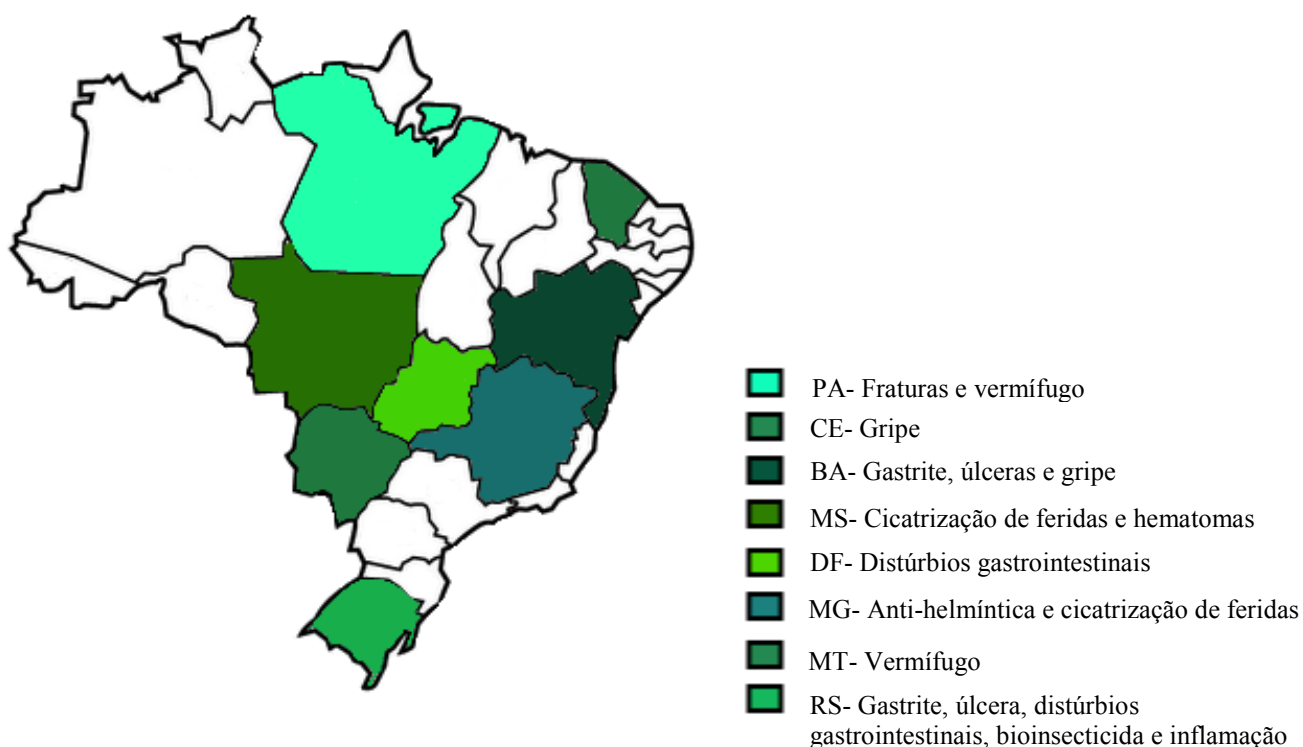 PA- Fraturas e vermífugo
CE- Gripe
BA- Gastrite, úlceras e gripe
MS- Cicatrização de feridas e hematomas
DF- Distúrbios gastrointestinais
MG- Anti-helmíntica e cicatrização de feridas
MT- Vermífugo
RS- Gastrite, úlcera, distúrbios
gastrointestinais, bioinsecticida e inflamação